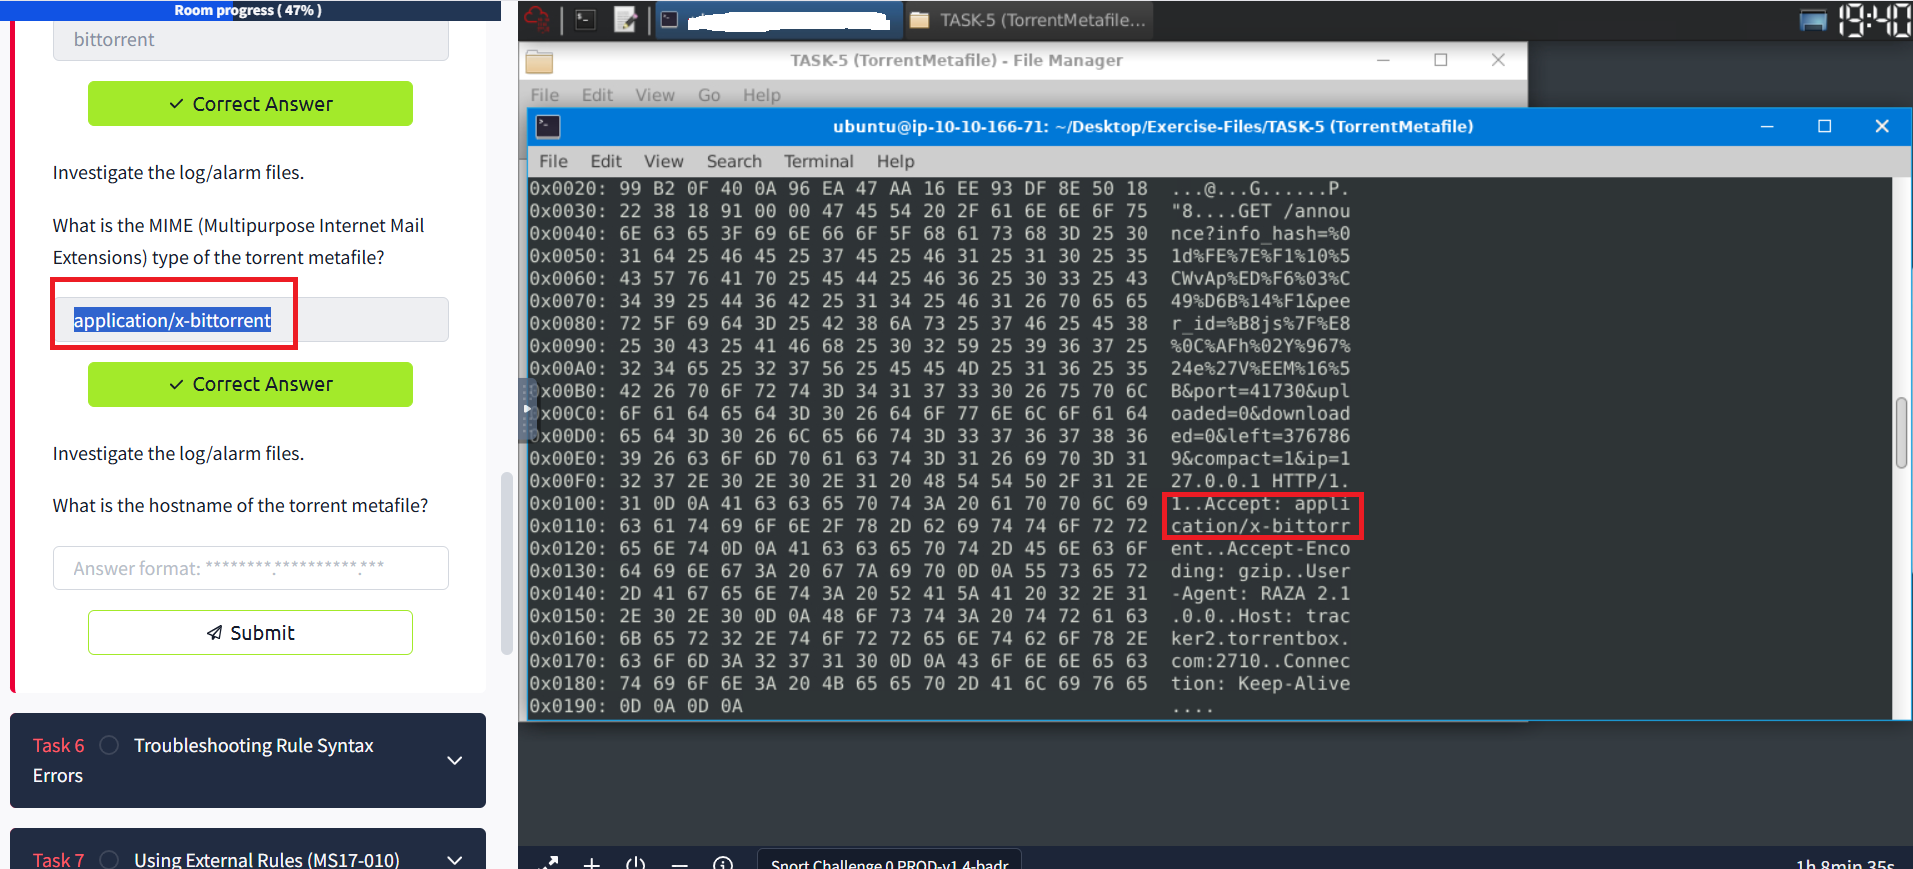 Room progress ( 47% )
bittorrent
✓ Correct Answer
Investigate the log/alarm files.
What is the MIME (Multipurpose Internet Mail
Extensions) type of the torrent metafile?
application/x-bittorrent
✓ Correct Answer
Investigate the log/alarm files.
What is the hostname of the torrent metafile?
Answer format: ********.**********.***
Submit
Task 6 Troubleshooting Rule Syntax
Errors
Task 7 Using External Rules (MS17-010)
TASK-5 (TorrentMetafile...
19:40
TASK-5 (TorrentMetafile) - File Manager
File Edit View Go Help
ubuntu@ip-10-10-166-71: ~/Desktop/Exercise-Files/TASK-5 (TorrentMetafile)
File Edit View Search Terminal Help
0x0020: 99 B2 0F 40 0A 96 EA 47 AA 16 EE 93 DF 8E 50 18 ...@...G......P.
0x0030: 22 38 18 91 00 00 47 45 54 20 2F 61 6E 6E 6F 75 "8....GET /annou
0x0040: 6E 63 65 3F 69 6E 66 6F 5F 68 61 73 68 3D 25 30 nce?info_hash=%0
0x0050: 31 64 25 46 45 25 37 45 25 46 31 25 31 30 25 35 1d%FE%7E%F1%10%5
0x0060: 43 57 76 41 70 25 45 44 25 46 36 25 30 33 25 43 CWvAp%ED%F6%03%C
0x0070: 34 39 25 44 36 42 25 31 34 25 46 31 26 70 65 65 49%D6B%14%F1&pee
0x0080: 72 5F 69 64 3D 25 42 38 6A 73 25 37 46 25 45 38 r_id=%B8js%7F%E8
0x0090: 25 30 43 25 41 46 68 25 30 32 59 25 39 36 37 25 %0C%AFh%02Y%967%
0x00A0: 32 34 65 25 32 37 56 25 45 45 4D 25 31 36 25 35 24e%27V%EEM%16%5
0x00B0: 42 26 70 6F 72 74 3D 34 31 37 33 30 26 75 70 6C B&port=41730&upl
0x00C0: 6F 61 64 65 64 3D 30 26 64 6F 77 6E 6C 6F 61 64 oaded=0&download
0x00D0: 65 64 3D 30 26 6C 65 66 74 3D 33 37 36 37 38 36 ed=0&left=376786
0x00E0: 39 26 63 6F 6D 70 61 63 74 3D 31 26 69 70 3D 31 9&compact=1&ip=1
0x00F0: 32 37 2E 30 2E 30 2E 31 20 48 54 54 50 2F 31 2E 27.0.0.1 HTTP/1.
0x0100: 31 0D 0A 41 63 63 65 70 74 3A 20 61 70 70 6C 69 1..Accept: appli
0x0110: 63 61 74 69 6F 6E 2F 78 2D 62 69 74 74 6F 72 72 cation/x-bittorr
0x0120: 65 6E 74 0D 0A 41 63 63 65 70 74 2D 45 6E 63 6F ent..Accept-Enco
0x0130: 64 69 6E 67 3A 20 67 7A 69 70 0D 0A 55 73 65 72 ding: gzip..User
0x0140: 2D 41 67 65 6E 74 3A 20 52 41 5A 41 20 32 2E 31 -Agent: RAZA 2.1
0x0150: 2E 30 2E 30 0D 0A 48 6F 73 74 3A 20 74 72 61 63 .0.0..Host: trac
0x0160: 6B 65 72 32 2E 74 6F 72 72 65 6E 74 62 6F 78 2E ker2.torrentbox.
0x0170: 63 6F 6D 3A 32 37 31 30 0D 0A 43 6F 6E 6E 65 63 com:2710..Connec
0x0180: 74 69 6F 6E 3A 20 4B 65 65 70 2D 41 6C 69 76 65 tion: Keep-Alive
0x0190: 0D 0A 0D 0A ....
Snort Challenge 0 PROD-v1.4-badr
1h 8min 35s